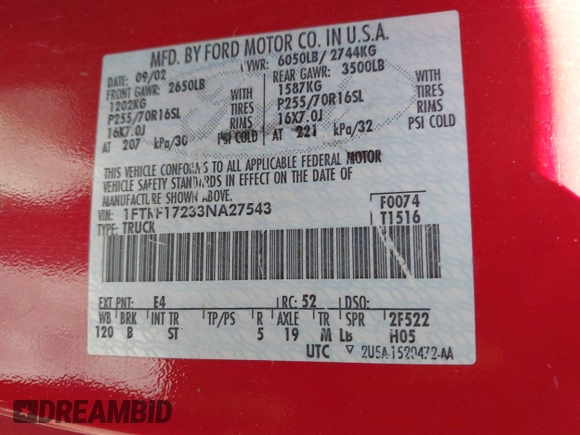 MFD. BY FORD MOTOR CO. IN U.S.A.
DATE: 09/02 VWR: 6050LB/ 2744KG
FRONT GAWR: 2650LB REAR GAWR: 3500LB
1202KG WITH 1587KG WITH
P255/70R16SL TIRES P255/70R16SL TIRES
16X7.0J RIMS 16X7.0J RIMS
AT 207 kPa/30 PSI COLD AT 221 kPa/32 PSI COLD
THIS VEHICLE CONFORMS TO ALL APPLICABLE FEDERAL MOTOR
VEHICLE SAFETY STANDARDS IN EFFECT ON THE DATE OF
MANUFACTURE SHOWN ABOVE.
VIN: 1FTRF17233NA27543 F0074
TYPE: TRUCK T1516
EXT PNT: E4 RC: 52 DSO:
WB BRK INT TR TP/PS R AXLE TR SPR 2F522
120 B ST 5 19 M LB H05
UTC ▽ 2U5A-1520472-AA
DREAMBID